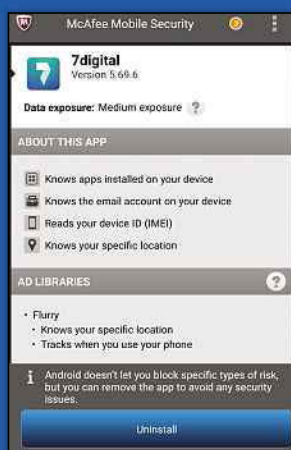 McAfee Mobile Security
7digital
Version 5.69.6
Data exposure: Medium exposure ?
ABOUT THIS APP
Knows apps installed on your device
Knows the email account on your device
Reads your device ID (IMEI)
Knows your specific location
AD LIBRARIES ?
• Flurry
• Knows your specific location
• Tracks when you use your phone
i Android doesn't let you block specific types of risk,
but you can remove the app to avoid any security
issues.
Uninstall